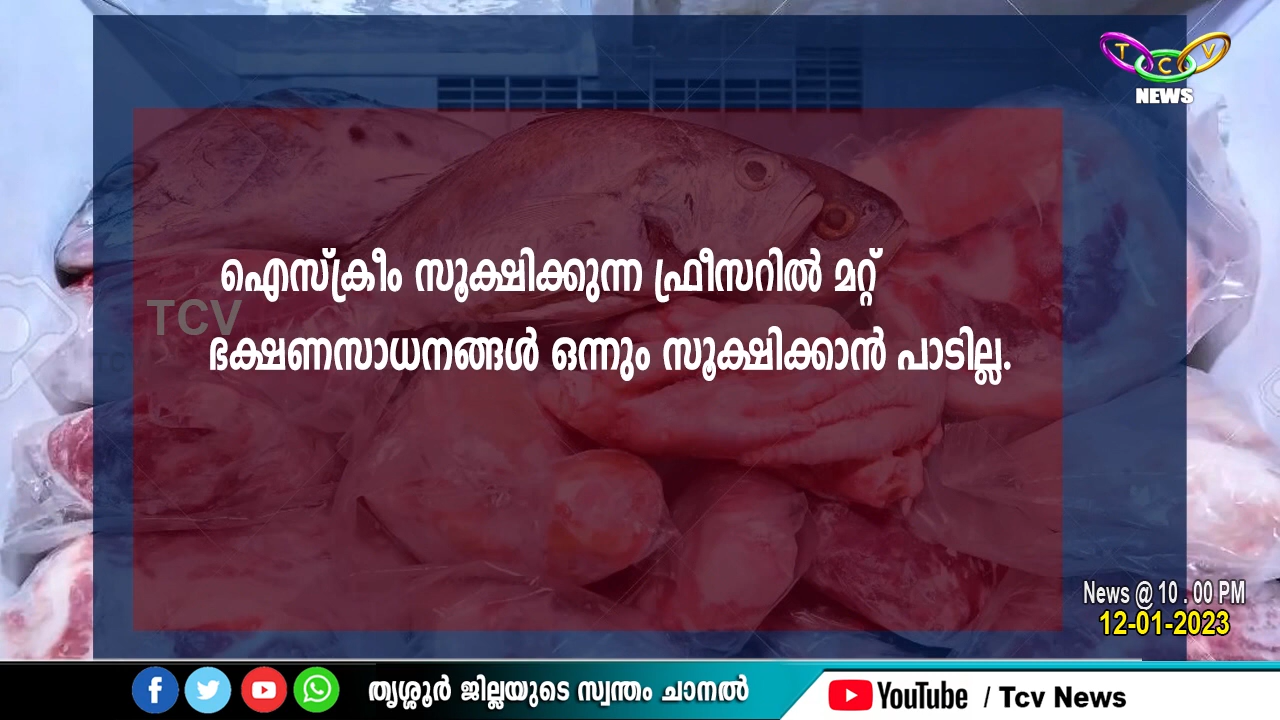 T C V
NEWS
ഐസ്ക്രീം സൂക്ഷിക്കുന്ന ഫ്രീസറിൽ മറ്റ്
TCV
ഭക്ഷണസാധനങ്ങൾ ഒന്നും സൂക്ഷിക്കാൻ പാടില്ല.
News @ 10 . 00 PM
12-01-2023
തൃശ്ശൂർ ജില്ലയുടെ സ്വന്തം ചാനൽ
YouTube / Tcv News